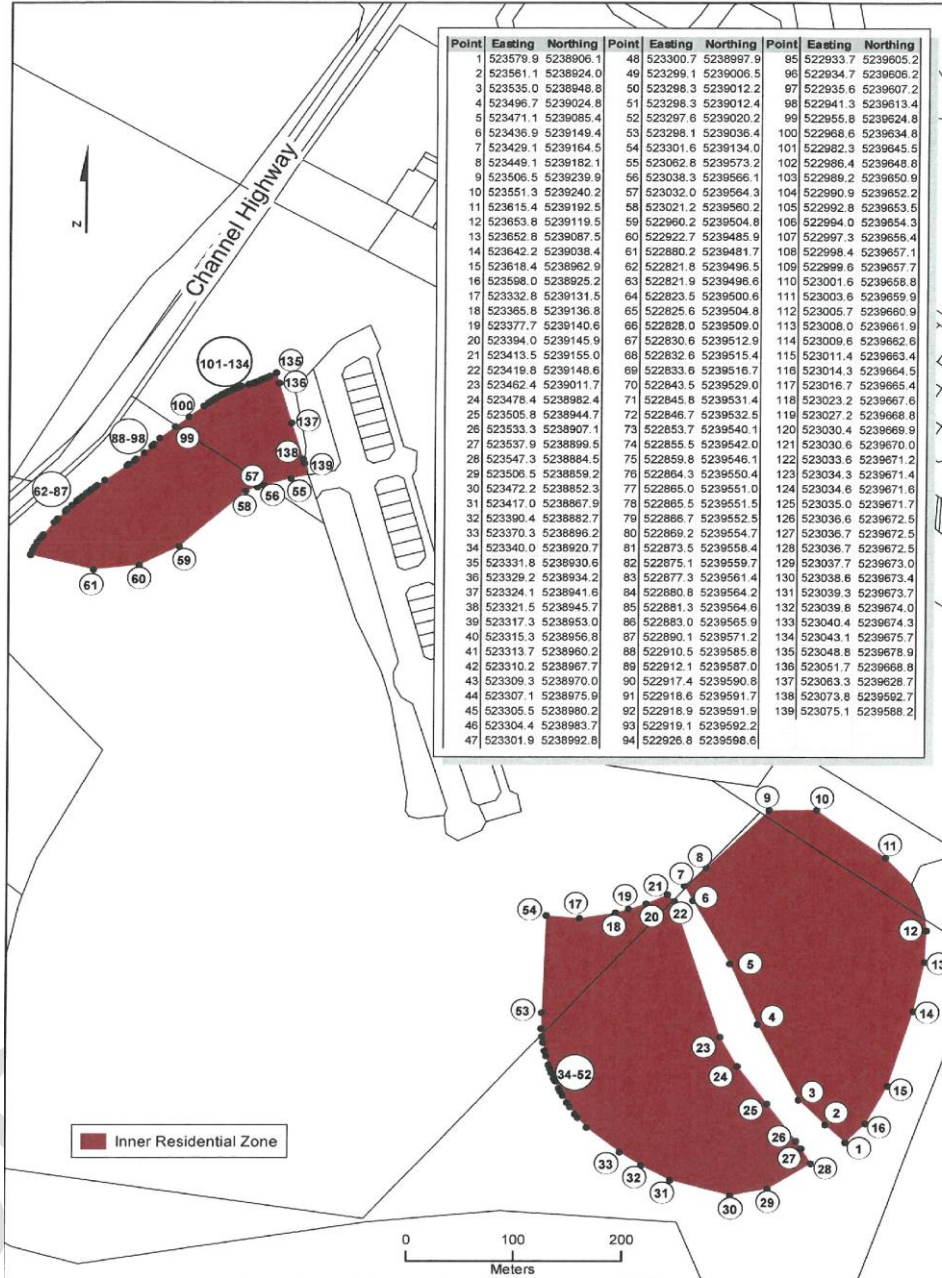 Point Easting Northing Point Easting Northing Point Easting Northing
1 523579.9 5238906.1 48 523300.7 5238997.9 95 522933.7 5239605.2
2 523561.1 5238924.0 49 523299.1 5239006.5 96 522934.7 5239606.2
3 523535.0 5238948.8 50 523298.3 5239012.2 97 522935.6 5239607.2
4 523496.7 5239024.8 51 523298.3 5239012.4 98 522941.3 5239613.4
5 523471.1 5239085.4 52 523297.6 5239020.2 99 522955.8 5239624.8
6 523436.9 5239149.4 53 523298.1 5239036.4 100 522968.6 5239634.8
7 523429.1 5239164.5 54 523301.6 5239134.0 101 522982.3 5239645.5
8 523449.1 5239182.1 55 523062.8 5239573.2 102 522986.4 5239648.8
9 523506.5 5239239.9 56 523038.3 5239566.1 103 522989.2 5239650.9
10 523551.3 5239240.2 57 523032.0 5239564.3 104 522990.9 5239652.2
11 523615.4 5239192.5 58 523021.2 5239560.2 105 522992.8 5239653.5
12 523653.8 5239119.5 59 522960.2 5239504.8 106 522994.0 5239654.3
13 523652.8 5239087.5 60 522922.7 5239485.9 107 522997.3 5239656.4
14 523642.2 5239038.4 61 522880.2 5239481.7 108 522998.4 5239657.1
15 523618.4 5238962.9 62 522821.8 5239496.5 109 522999.6 5239657.7
16 523598.0 5238925.2 63 522821.9 5239496.6 110 523001.6 5239658.8
17 523332.8 5239131.5 64 522823.5 5239500.6 111 523003.6 5239659.9
18 523365.8 5239136.8 65 522825.6 5239504.8 112 523005.7 5239660.9
19 523377.7 5239140.6 66 522828.0 5239509.0 113 523008.0 5239661.9
20 523394.0 5239145.9 67 522830.6 5239512.9 114 523009.6 5239662.6
21 523413.5 5239155.0 68 522832.6 5239515.4 115 523011.4 5239663.4
22 523419.8 5239148.6 69 522833.6 5239516.7 116 523014.3 5239664.5
23 523462.4 5239011.7 70 522843.5 5239529.0 117 523016.7 5239665.4
24 523478.4 5238982.4 71 522845.8 5239531.4 118 523023.2 5239667.6
25 523505.8 5238944.7 72 522846.7 5239532.5 119 523027.2 5239668.8
26 523533.3 5238907.1 73 522853.7 5239540.1 120 523030.4 5239669.9
27 523537.9 5238899.5 74 522855.5 5239542.0 121 523030.6 5239670.0
28 523547.3 5238884.5 75 522859.8 5239546.1 122 523033.6 5239671.2
29 523506.5 5238859.2 76 522864.3 5239550.4 123 523034.3 5239671.4
30 523472.2 5238852.3 77 522865.0 5239551.0 124 523034.6 5239671.6
31 523417.0 5238867.9 78 522865.5 5239551.5 125 523035.0 5239671.7
32 523390.4 5238882.7 79 522866.7 5239552.5 126 523036.6 5239672.5
33 523370.3 5238896.2 80 522869.2 5239554.7 127 523036.7 5239672.5
34 523340.0 5238920.7 81 522873.5 5239558.4 128 523036.7 5239672.5
35 523331.8 5238930.6 82 522875.1 5239559.7 129 523037.7 5239673.0
36 523329.2 5238934.2 83 522877.3 5239561.4 130 523038.6 5239673.4
37 523324.1 5238941.6 84 522880.8 5239564.2 131 523039.3 5239673.7
38 523321.5 5238945.7 85 522881.3 5239564.6 132 523039.8 5239674.0
39 523317.3 5238953.0 86 522883.0 5239565.9 133 523040.4 5239674.3
40 523315.3 5238956.8 87 522890.1 5239571.2 134 523043.1 5239675.7
41 523313.7 5238960.2 88 522910.5 5239585.8 135 523048.8 5239678.9
42 523310.2 5238967.7 89 522912.1 5239587.0 136 523051.7 5239668.8
43 523309.3 5238970.0 90 522917.4 5239590.8 137 523063.3 5239628.7
44 523307.1 5238975.9 91 522918.6 5239591.7 138 523073.8 5239592.7
45 523305.5 5238980.2 92 522918.9 5239591.9 139 523075.1 5239588.2
46 523304.4 5238983.7 93 522919.1 5239592.2
47 523301.9 5238992.8 94 522926.8 5239598.6
Channel Highway
N
101-134
135
136
100
137
88-98
99
138
139
57
62-87
56
55
58
59
61
60
9
10
11
8
7
21
6
19
54
17
20
22
18
12
5
13
53
14
4
23
34-52
24
15
3
25
2
16
26
1
33
27
28
32
31
29
30
Inner Residential Zone
0 100 200
Meters